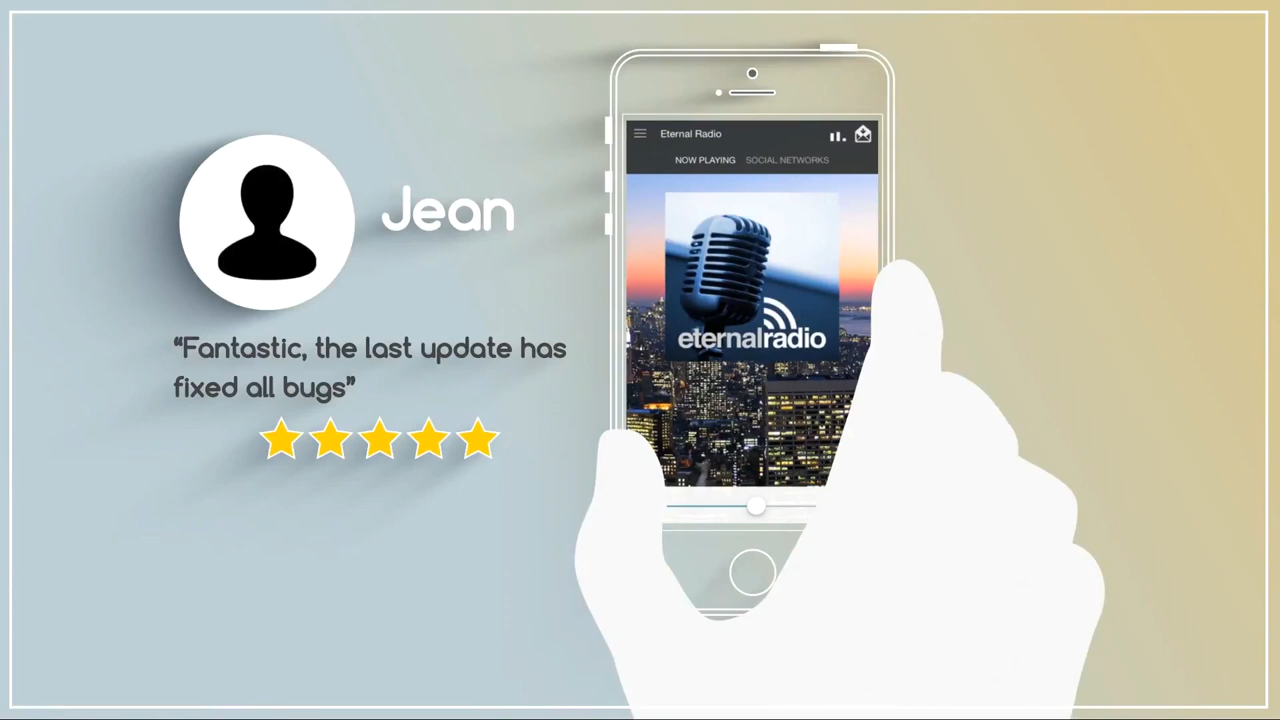 Jean
“Fantastic, the last update has
fixed all bugs”
Eternal Radio
NOW PLAYING SOCIAL NETWORKS
eternalradio